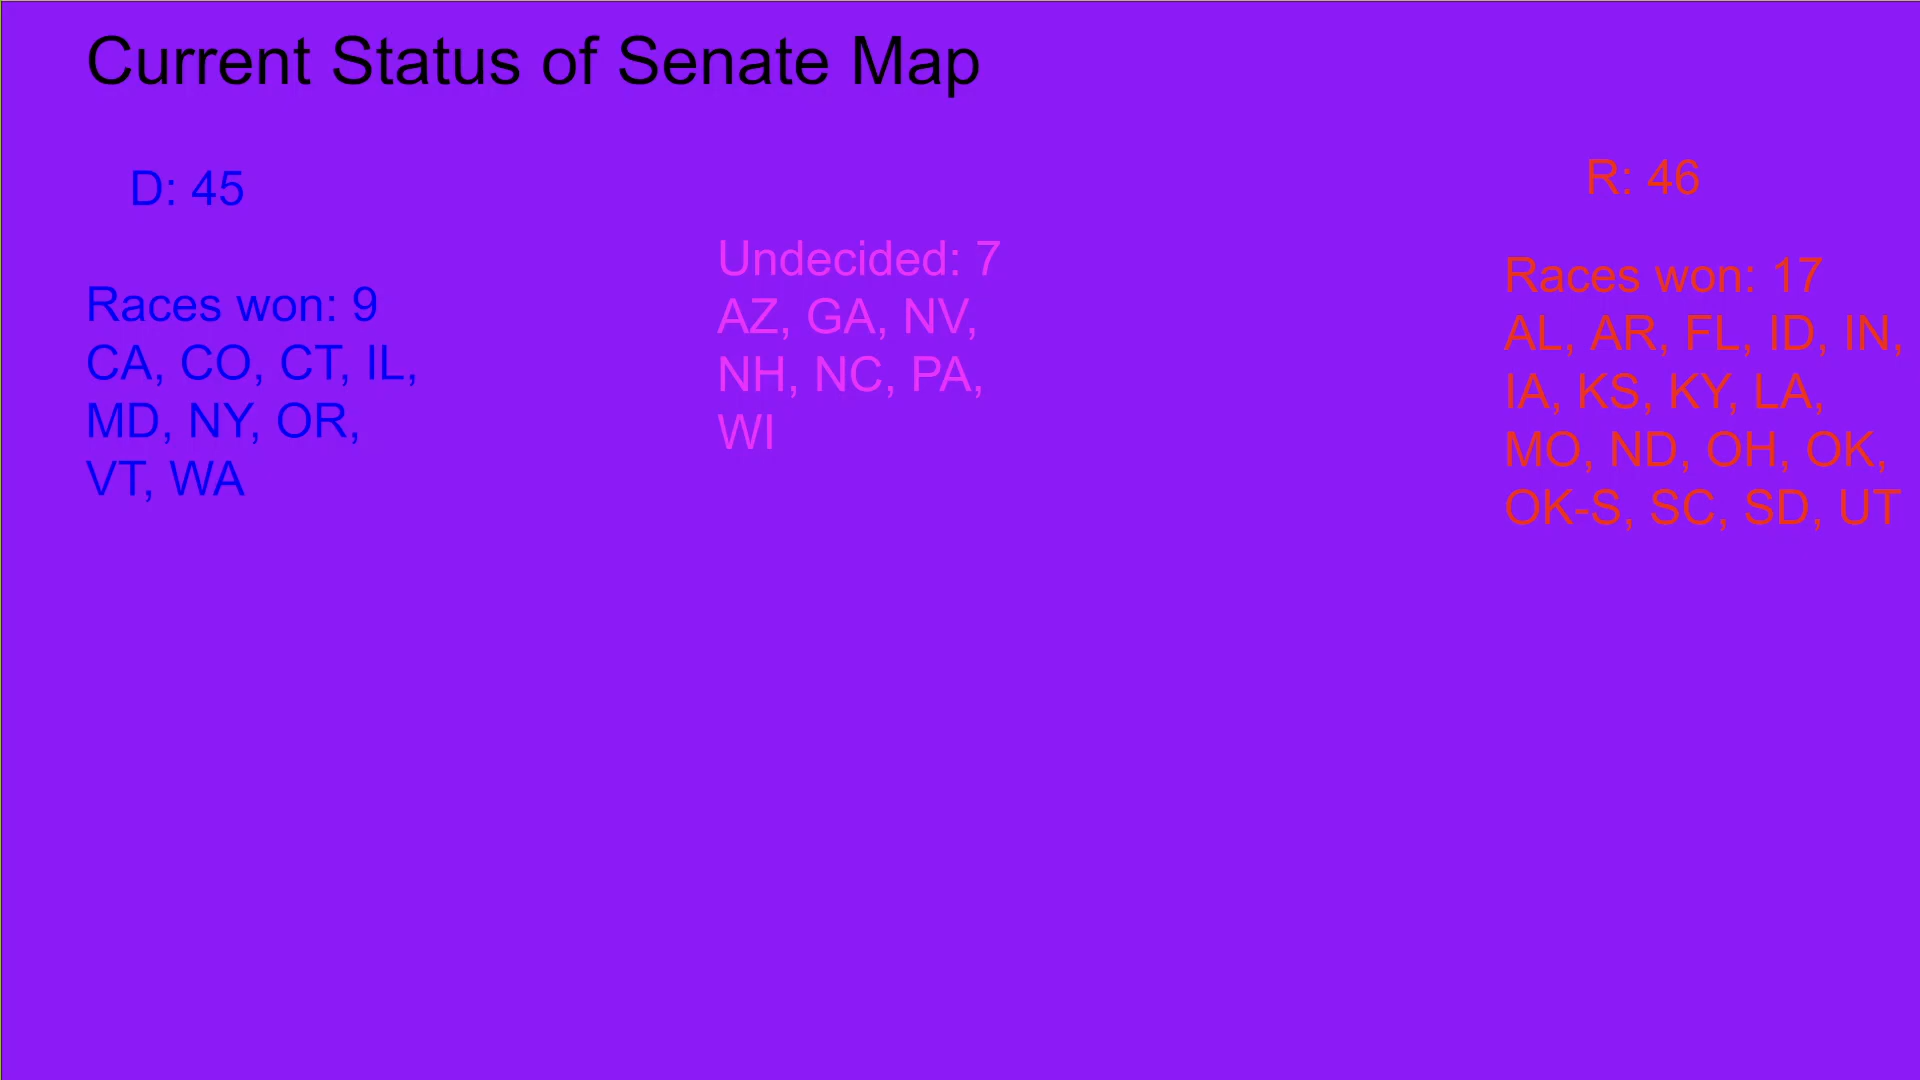 Current Status of Senate Map
D: 45
Races won: 9
CA, CO, CT, IL,
MD, NY, OR,
VT, WA
Undecided: 7
AZ, GA, NV,
NH, NC, PA,
WI
R: 46
Races won: 17
AL, AR, FL, ID, IN,
IA, KS, KY, LA,
MO, ND, OH, OK,
OK-S, SC, SD, UT